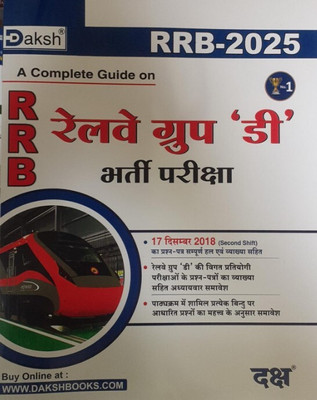 Daksh®
RRB-2025
A Complete Guide on
1
RRB
रेलवे ग्रुप ‘डी’
भर्ती परीक्षा
• 17 दिसम्बर 2018 (Second Shift)
का प्रश्न-पत्र सम्पूर्ण हल एवं व्याख्या सहित
• रेलवे ग्रुप ‘डी’ की विगत प्रतियोगी
परीक्षाओं के प्रश्न-पत्रों का व्याख्या
सहित अध्यायवार समावेश
• पाठ्यक्रम में शामिल प्रत्येक बिन्दु पर
आधारित प्रश्नों का महत्त्व के अनुसार समावेश
Buy Online at :
WWW.DAKSHBOOKS.COM
दक्ष®